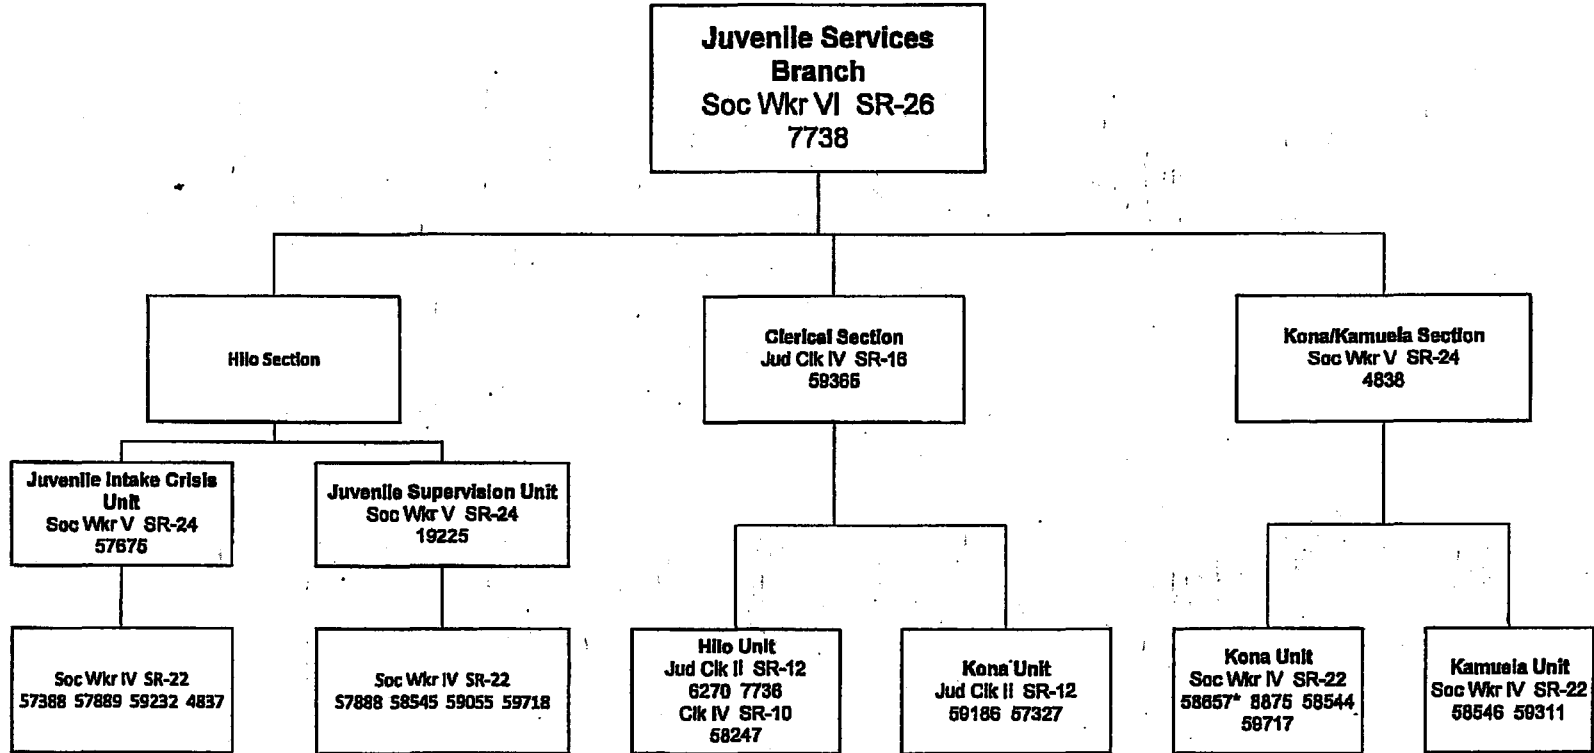 Juvenile Services
Branch
Soc Wkr VI SR-26
7738
Hilo Section
Clerical Section
Jud Clk IV SR-16
59365
Kona/Kamuela Section
Soc Wkr V SR-24
4838
Juvenile Intake Crisis
Unit
Soc Wkr V SR-24
57675
Juvenile Supervision Unit
Soc Wkr V SR-24
19225
Soc Wkr IV SR-22
57388 57889 59232 4837
Soc Wkr IV SR-22
57888 58545 59055 59718
Hilo Unit
Jud Clk II SR-12
6270 7736
Clk IV SR-10
58247
Kona Unit
Jud Clk II SR-12
59186 57327
Kona Unit
Soc Wkr IV SR-22
58657* 8875 58544
59717
Kamuela Unit
Soc Wkr IV SR-22
58546 59311